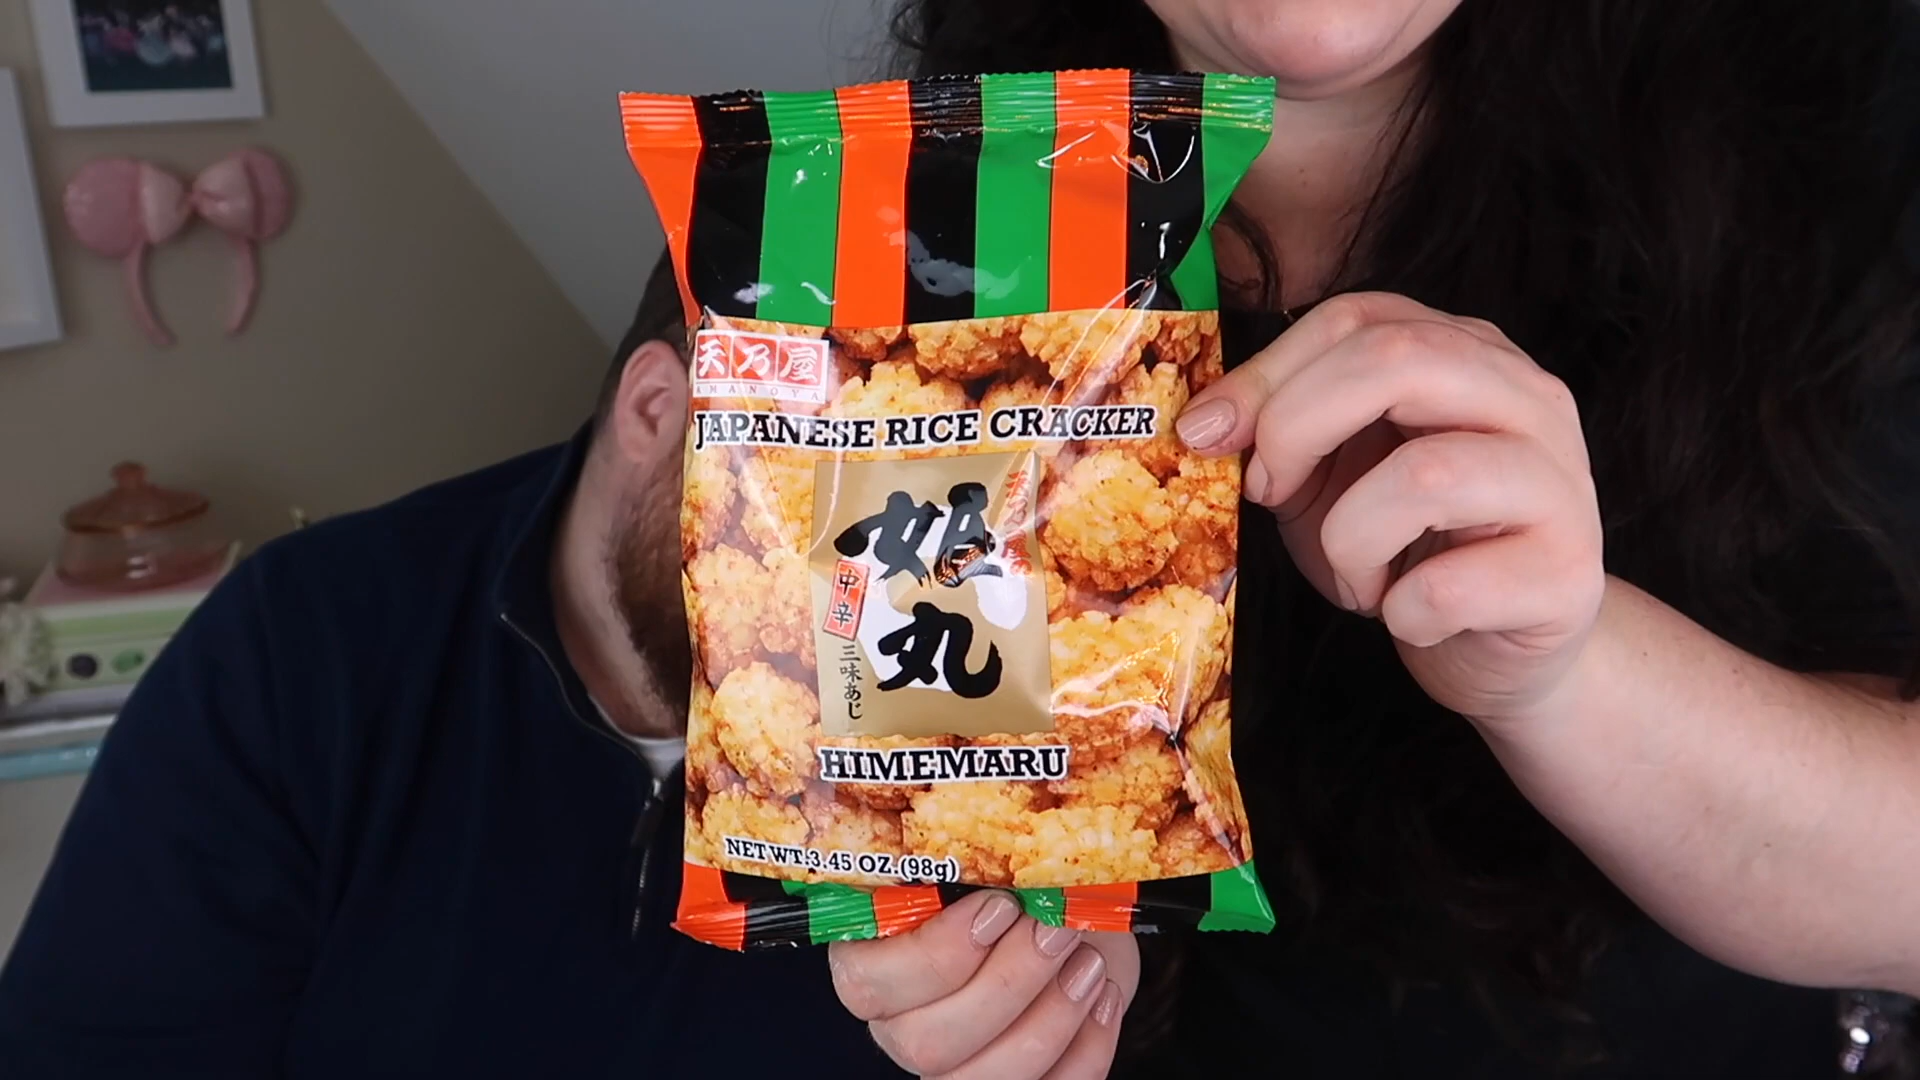 天乃屋
AMANOYA
JAPANESE RICE CRACKER
天乃屋の
姫丸
中辛
三味あじ
HIMEMARU
NET WT.3.45 OZ.(98g)